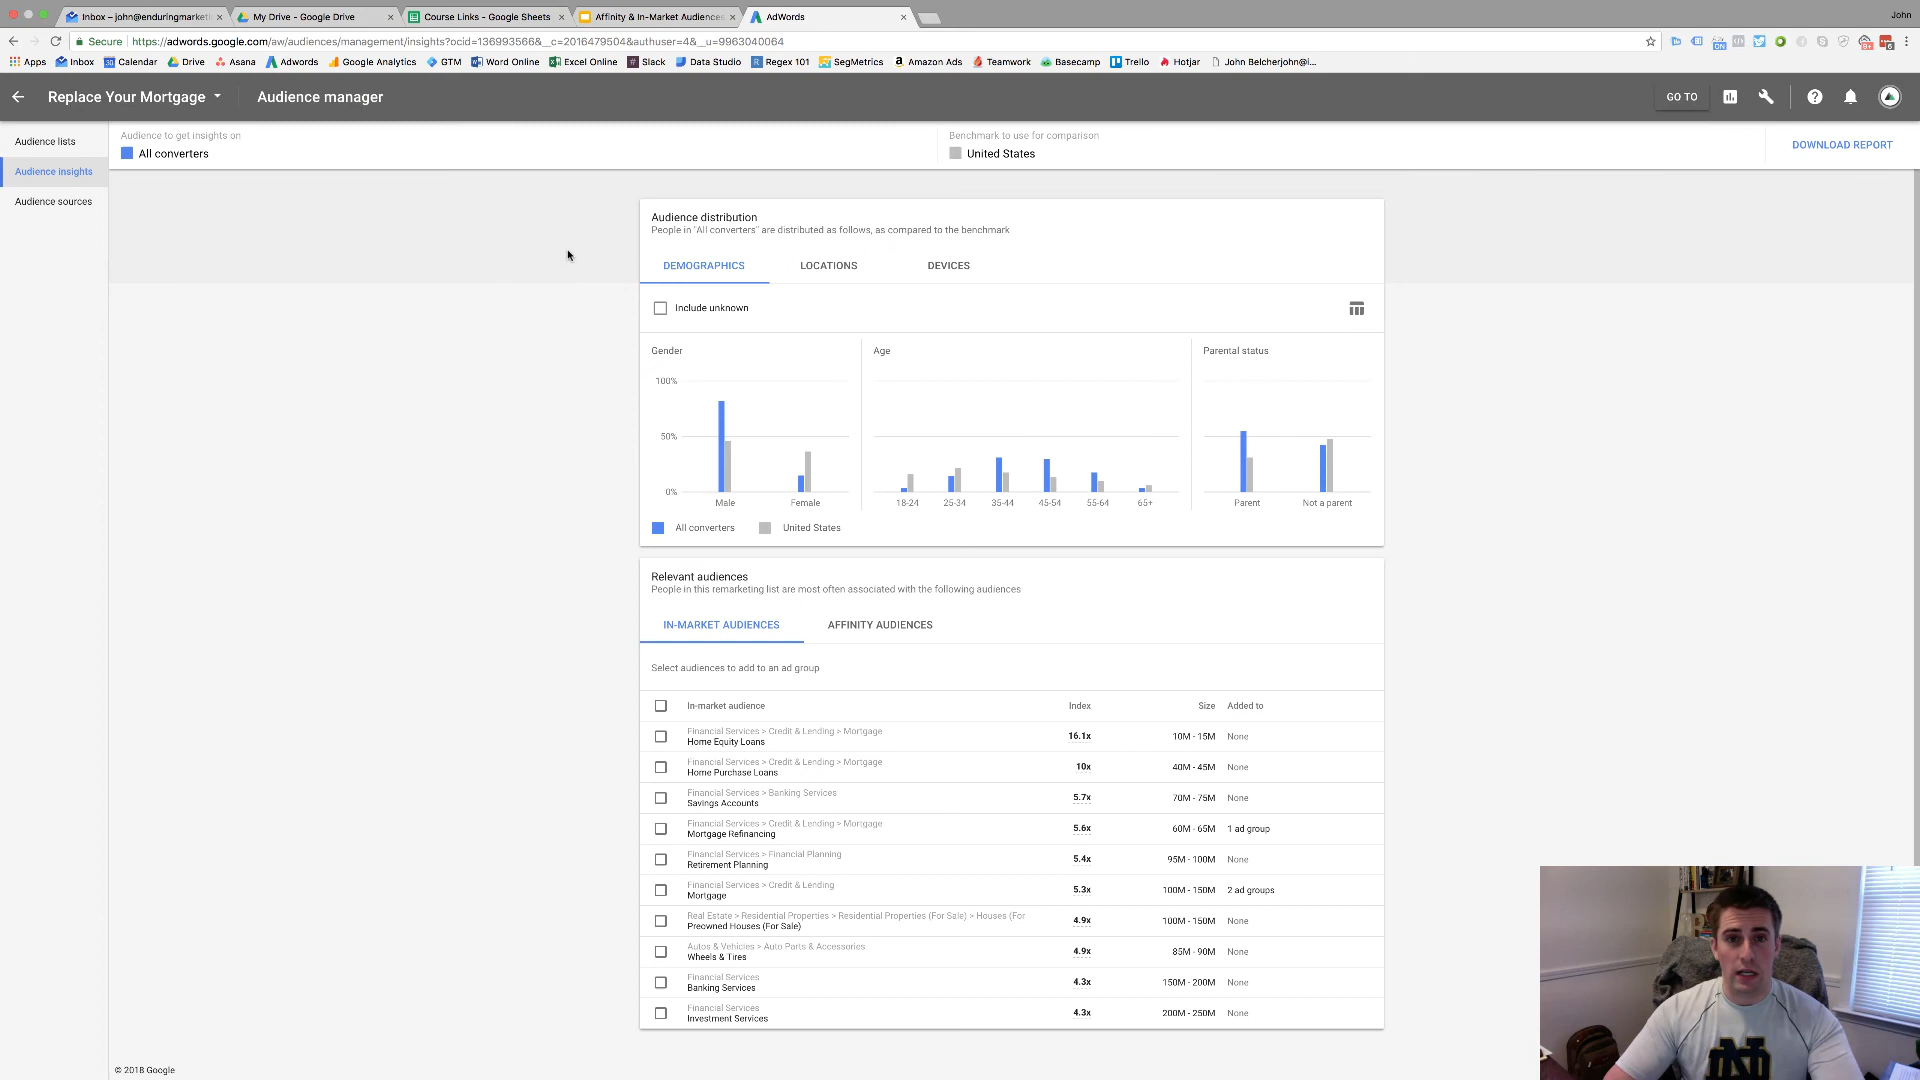 Inbox – john@enduringmarketi
My Drive - Google Drive
Course Links - Google Sheets
Affinity & In-Market Audiences
AdWords
John
Secure
https://adwords.google.com/aw/audiences/management/insights?ocid=136993566&__c=2016479504&authuser=4&__u=9963040064
Apps
Inbox
Calendar
Drive
Asana
Adwords
Google Analytics
GTM
Word Online
Excel Online
Slack
Data Studio
Regex 101
SegMetrics
Amazon Ads
Teamwork
Basecamp
Trello
Hotjar
John Belcherjohn@i...
Replace Your Mortgage
Audience manager
GO TO
Audience lists
Audience insights
Audience sources
Audience to get insights on
All converters
Benchmark to use for comparison
United States
DOWNLOAD REPORT
Audience distribution
People in "All converters" are distributed as follows, as compared to the benchmark
DEMOGRAPHICS
LOCATIONS
DEVICES
Include unknown
Gender
Age
Parental status
100%
50%
0%
Male
Female
18-24
25-34
35-44
45-54
55-64
65+
Parent
Not a parent
All converters
United States
Relevant audiences
People in this remarketing list are most often associated with the following audiences
IN-MARKET AUDIENCES
AFFINITY AUDIENCES
Select audiences to add to an ad group
In-market audience Index Size Added to
Financial Services > Credit & Lending > Mortgage
Home Equity Loans 16.1x 10M - 15M None
Financial Services > Credit & Lending > Mortgage
Home Purchase Loans 10x 40M - 45M None
Financial Services > Banking Services
Savings Accounts 5.7x 70M - 75M None
Financial Services > Credit & Lending > Mortgage
Mortgage Refinancing 5.6x 60M - 65M 1 ad group
Financial Services > Financial Planning
Retirement Planning 5.4x 95M - 100M None
Financial Services > Credit & Lending
Mortgage 5.3x 100M - 150M 2 ad groups
Real Estate > Residential Properties > Residential Properties (For Sale) > Houses (For
Preowned Houses (For Sale) 4.9x 100M - 150M None
Autos & Vehicles > Auto Parts & Accessories
Wheels & Tires 4.9x 85M - 90M None
Financial Services
Banking Services 4.3x 150M - 200M None
Financial Services
Investment Services 4.3x 200M - 250M None
© 2018 Google
ND